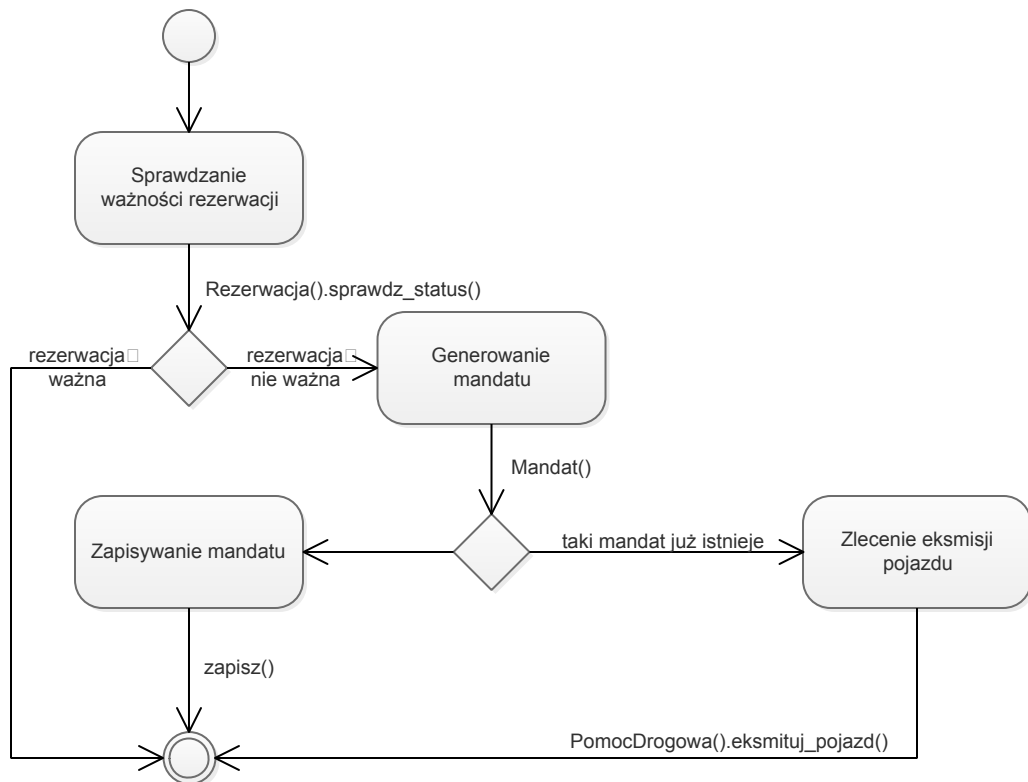 Sprawdzanie
ważności rezerwacji
Rezerwacja().sprawdz_status()
rezerwacja
ważna
rezerwacja
nie ważna
Generowanie
mandatu
Mandat()
Zapisywanie mandatu
taki mandat już istnieje
Zlecenie eksmisji
pojazdu
zapisz()
PomocDrogowa().eksmituj_pojazd()